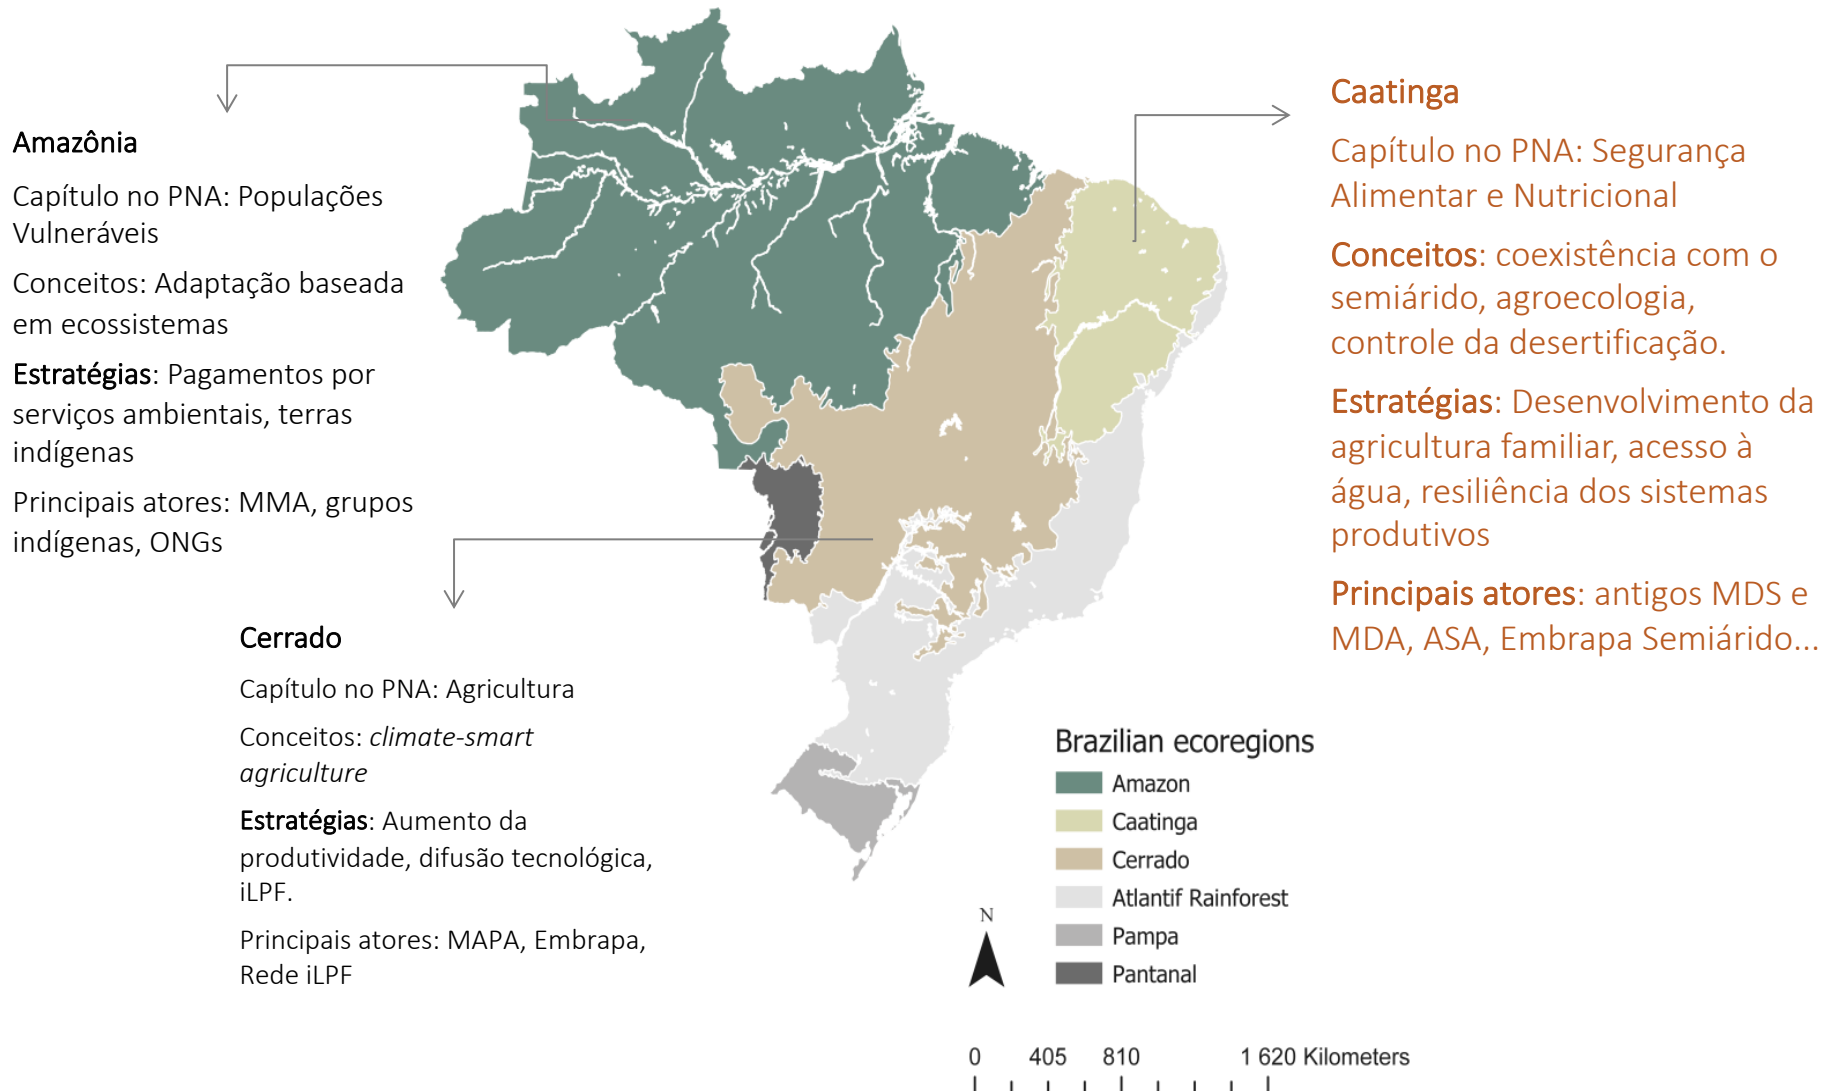 Amazônia
Capítulo no PNA: Populações
Vulneráveis
Conceitos: Adaptação baseada
em ecossistemas
Estratégias: Pagamentos por
serviços ambientais, terras
indígenas
Principais atores: MMA, grupos
indígenas, ONGs
Cerrado
Capítulo no PNA: Agricultura
Conceitos: climate-smart
agriculture
Estratégias: Aumento da
produtividade, difusão tecnológica,
iLPF.
Principais atores: MAPA, Embrapa,
Rede iLPF
Caatinga
Capítulo no PNA: Segurança
Alimentar e Nutricional
Conceitos: coexistência com o
semiárido, agroecologia,
controle da desertificação.
Estratégias: Desenvolvimento da
agricultura familiar, acesso à
água, resiliência dos sistemas
produtivos
Principais atores: antigos MDS e
MDA, ASA, Embrapa Semiárido...
Brazilian ecoregions
Amazon
Caatinga
Cerrado
Atlantif Rainforest
Pampa
Pantanal
N
0 405 810 1 620 Kilometers